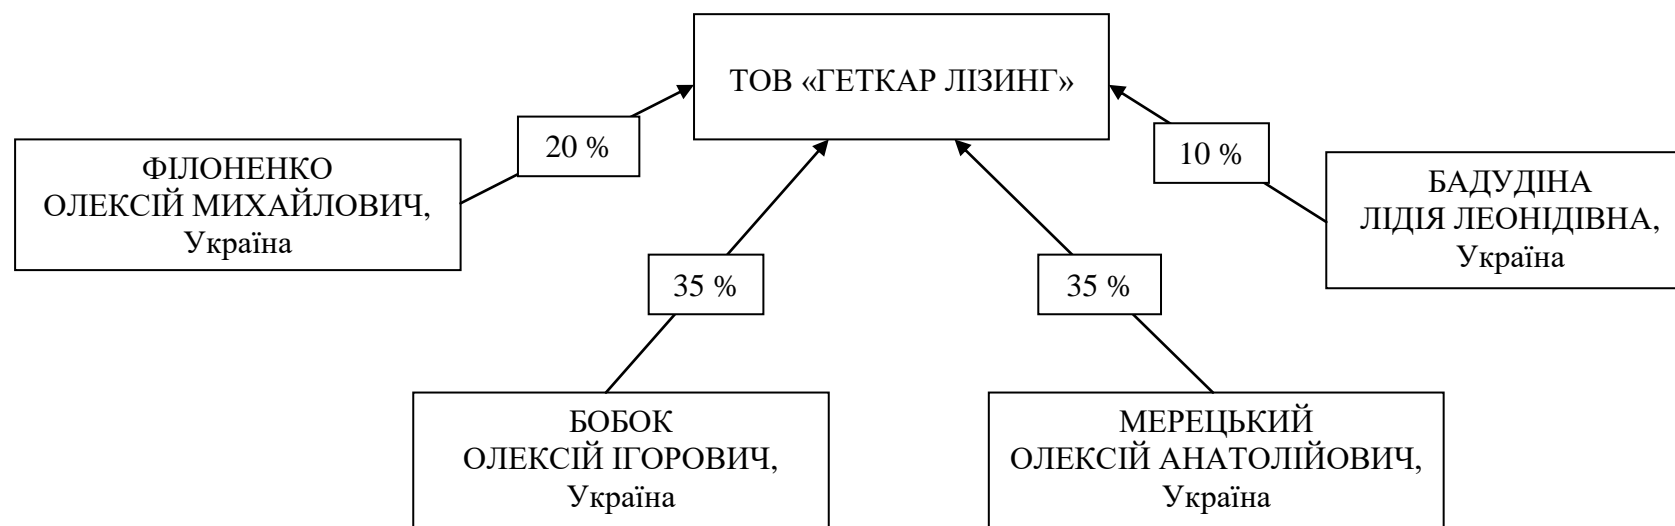 ТОВ «ГЕТКАР ЛІЗИНГ»
20 %
10 %
ФІЛОНЕНКО
ОЛЕКСІЙ МИХАЙЛОВИЧ,
Україна
БАДУДІНА
ЛІДІЯ ЛЕОНІДІВНА,
Україна
35 %
35 %
БОБОК
ОЛЕКСІЙ ІГОРОВИЧ,
Україна
МЕРЕЦЬКИЙ
ОЛЕКСІЙ АНАТОЛІЙОВИЧ,
Україна